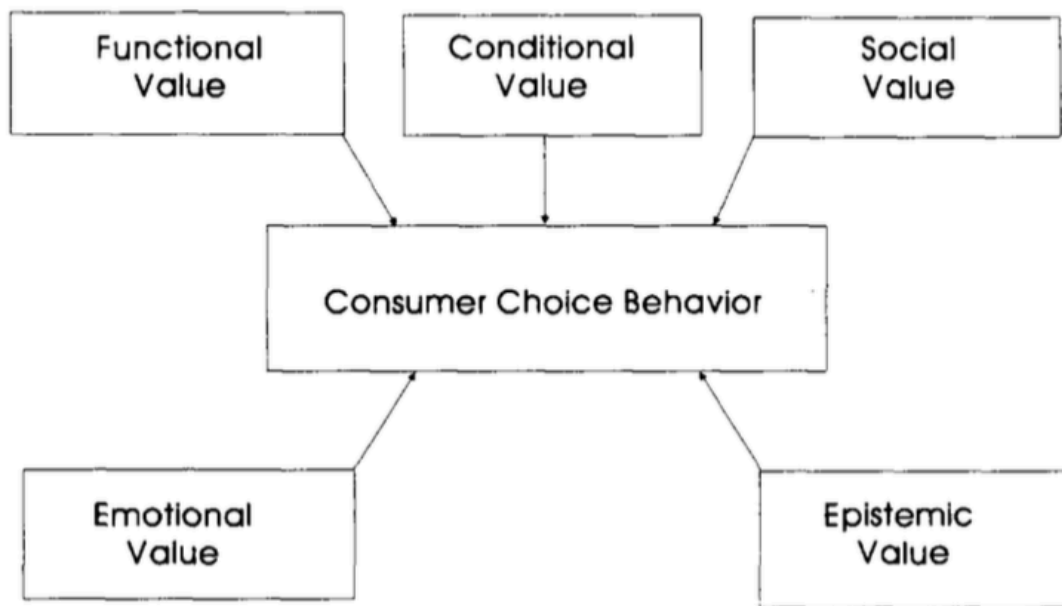 Functional
Value
Conditional
Value
Social
Value
Consumer Choice Behavior
Emotional
Value
Epistemic
Value